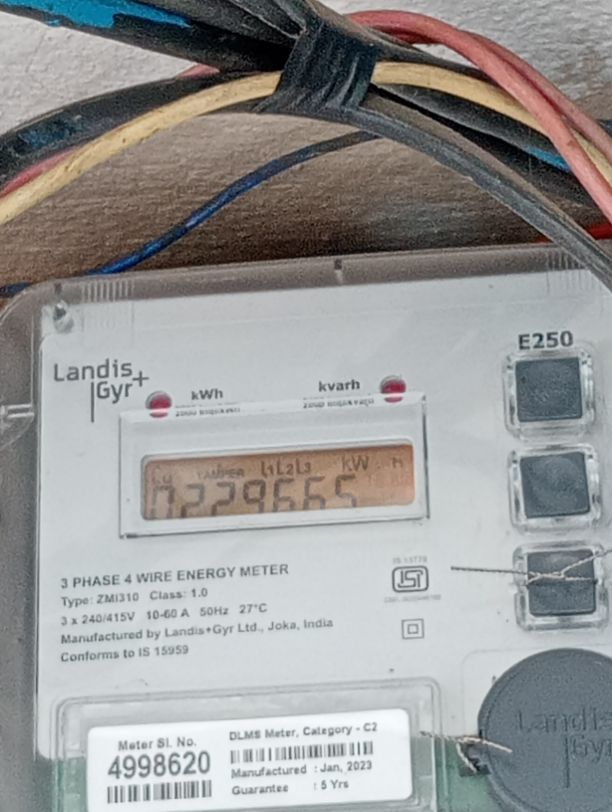 E250
Landis
Gyr+
kWh
kvarh
TAMPER L1L2L3 kW
0229665
3 PHASE 4 WIRE ENERGY METER
Type: ZMI310 Class: 1.0
3 x 240/415V 10-60 A 50Hz 27°C
Manufactured by Landis+Gyr Ltd., Joka, India
Conforms to IS 15959
ISI
Meter Sl. No.
4998620
DLMS Meter, Category - C2
Manufactured : Jan, 2023
Guarantee : 5 Yrs
Landis
Gyr